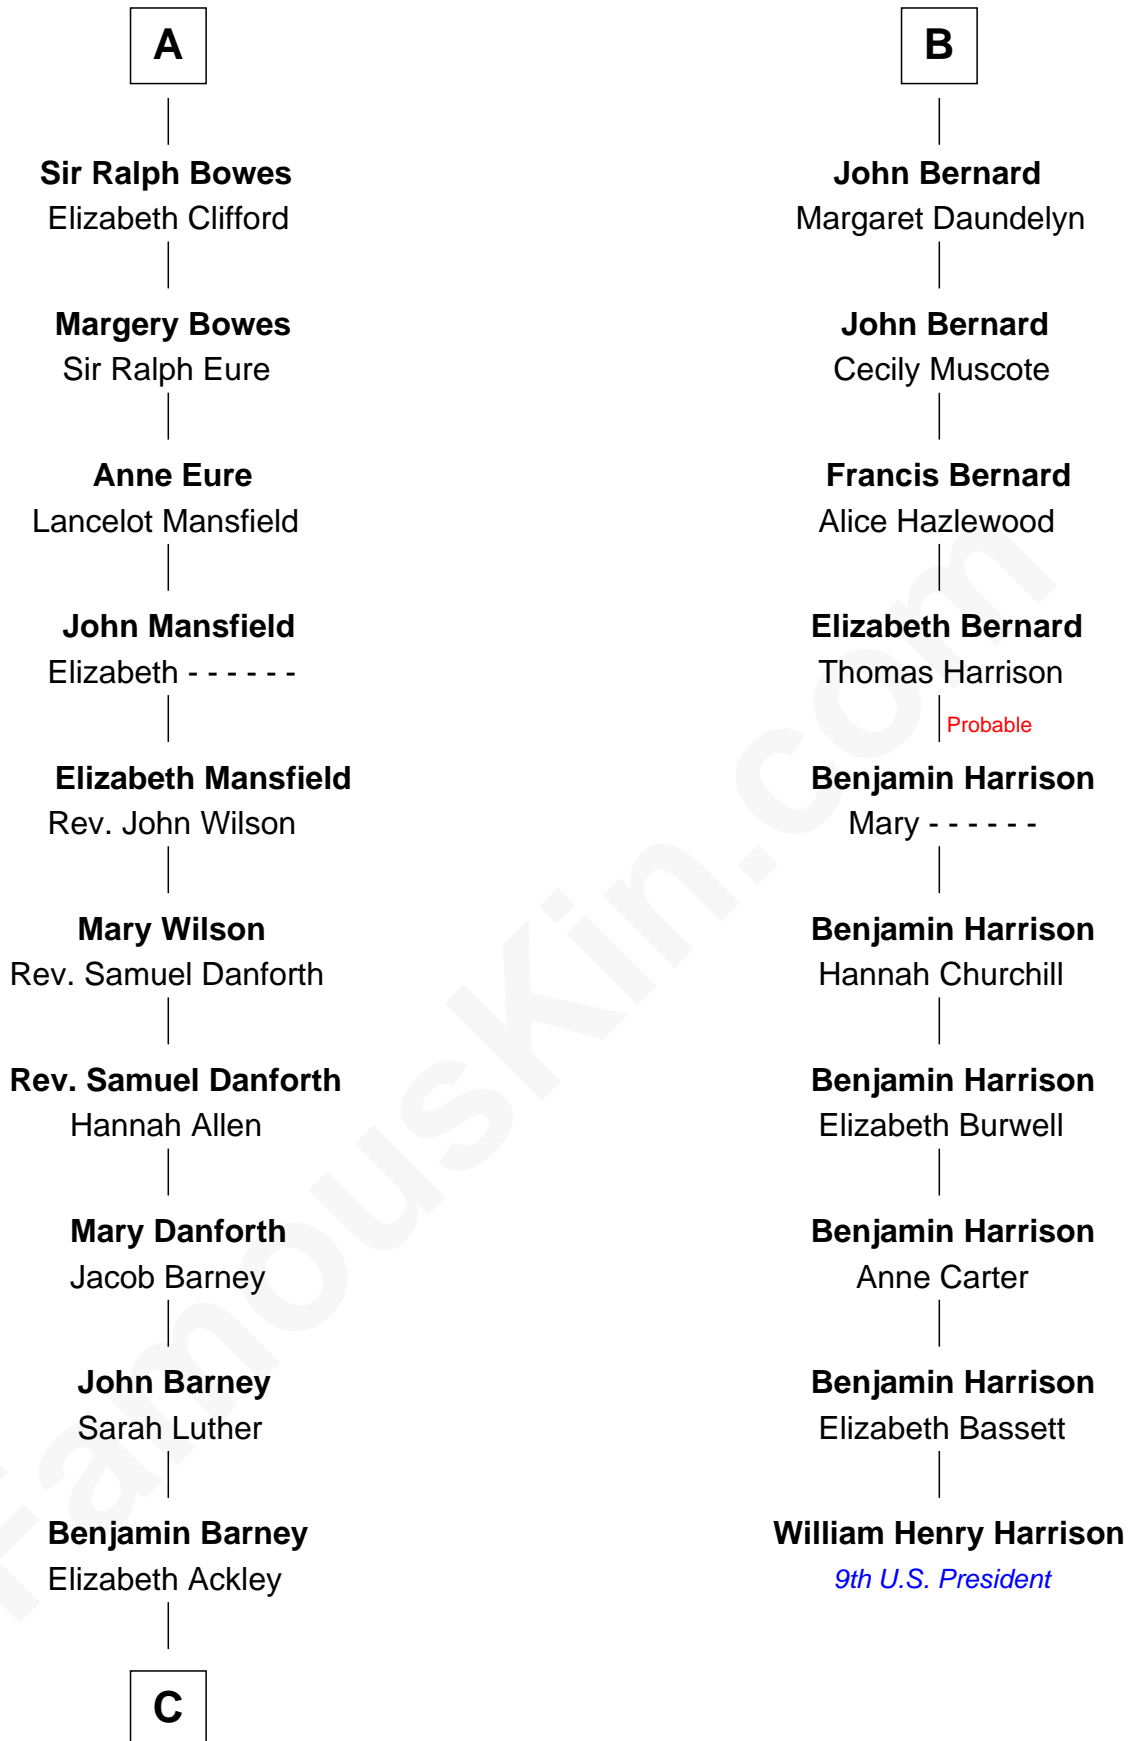 A
Sir Ralph Bowes
Elizabeth Clifford
Margery Bowes
Sir Ralph Eure
Anne Eure
Lancelot Mansfield
John Mansfield
Elizabeth - - - - - -
Elizabeth Mansfield
Rev. John Wilson
Mary Wilson
Rev. Samuel Danforth
Rev. Samuel Danforth
Hannah Allen
Mary Danforth
Jacob Barney
John Barney
Sarah Luther
Benjamin Barney
Elizabeth Ackley
C
B
John Bernard
Margaret Daundelyn
John Bernard
Cecily Muscote
Francis Bernard
Alice Hazlewood
Elizabeth Bernard
Thomas Harrison
Probable
Benjamin Harrison
Mary - - - - - -
Benjamin Harrison
Hannah Churchill
Benjamin Harrison
Elizabeth Burwell
Benjamin Harrison
Anne Carter
Benjamin Harrison
Elizabeth Bassett
William Henry Harrison
9th U.S. President
FamousKin.com